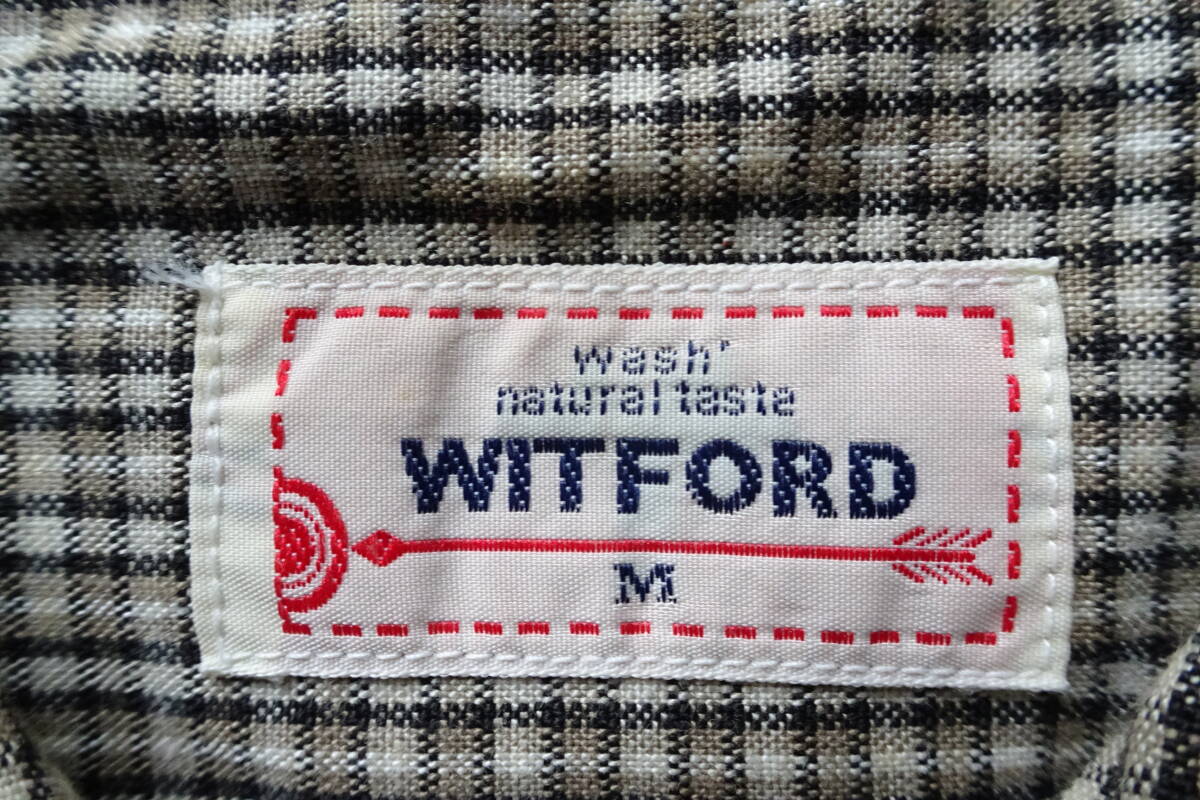 wash'
natural taste
WITFORD
M